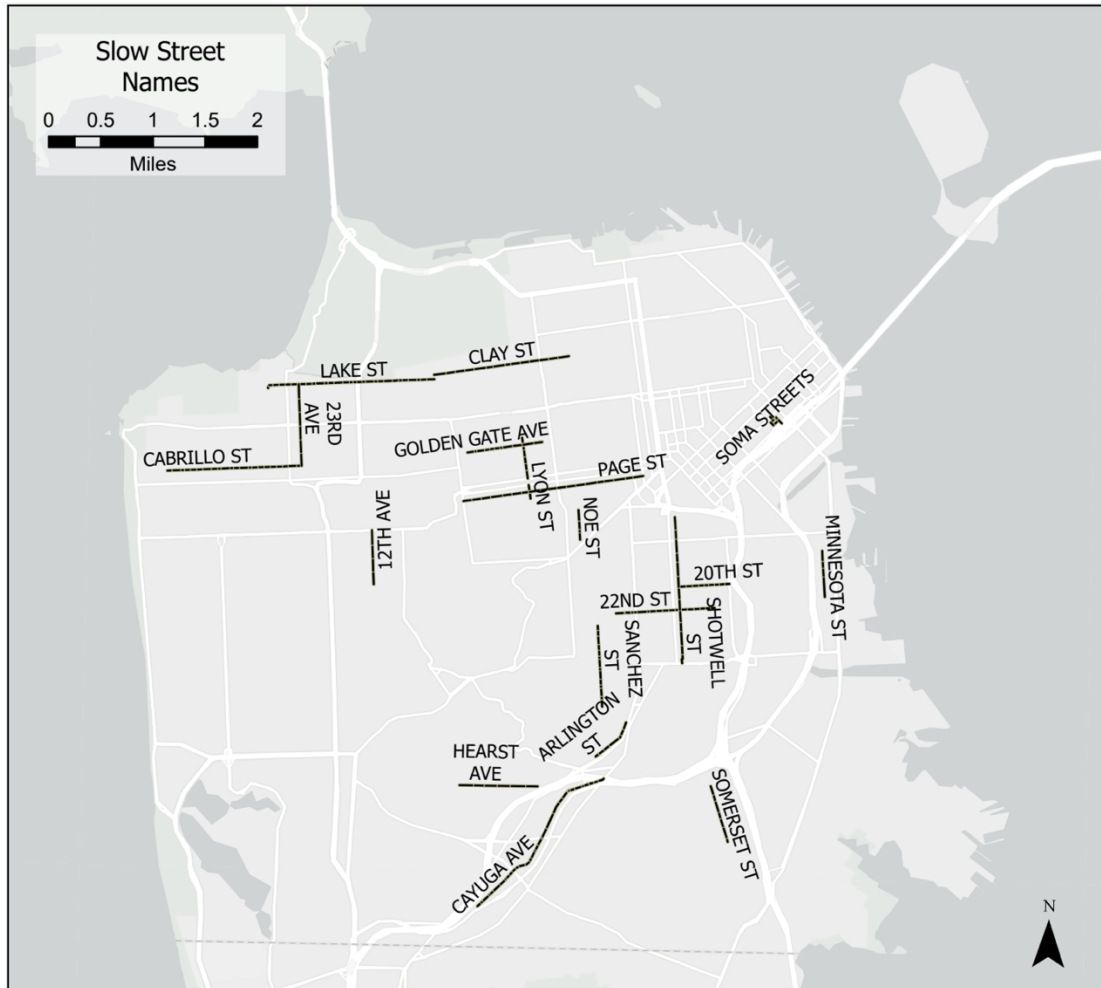 Slow Street
Names
0 0.5 1 1.5 2
Miles
CLAY ST
LAKE ST
23RD
AVE
SOMA STREETS
GOLDEN GATE AVE
CABRILLO ST
PAGE ST
LYON ST
NOE ST
12TH AVE
MINNESOTA ST
20TH ST
22ND ST
SHOTWELL
ST
SANCHEZ
ST
ARLINGTON
ST
HEARST
AVE
SOMERSET ST
CAYUGA AVE
N